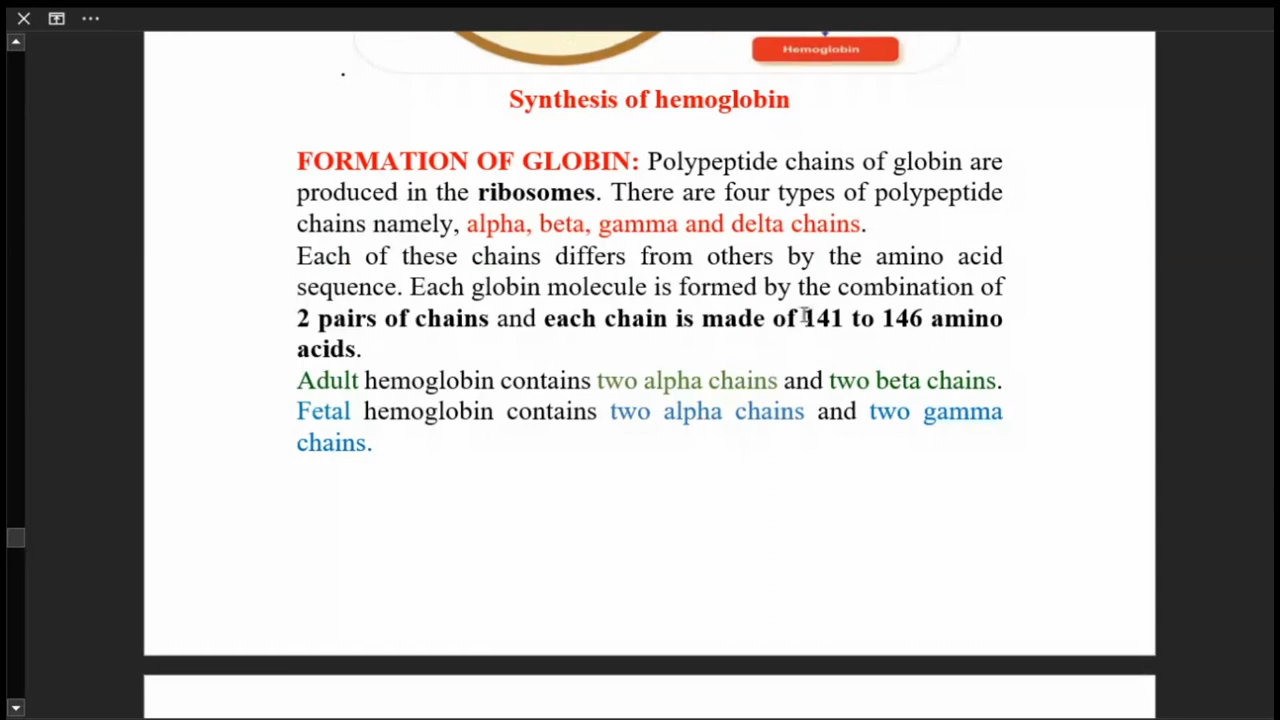 Hemoglobin
Synthesis of hemoglobin
FORMATION OF GLOBIN: Polypeptide chains of globin are
produced in the ribosomes. There are four types of polypeptide
chains namely, alpha, beta, gamma and delta chains.
Each of these chains differs from others by the amino acid
sequence. Each globin molecule is formed by the combination of
2 pairs of chains and each chain is made of 141 to 146 amino
acids.
Adult hemoglobin contains two alpha chains and two beta chains.
Fetal hemoglobin contains two alpha chains and two gamma
chains.